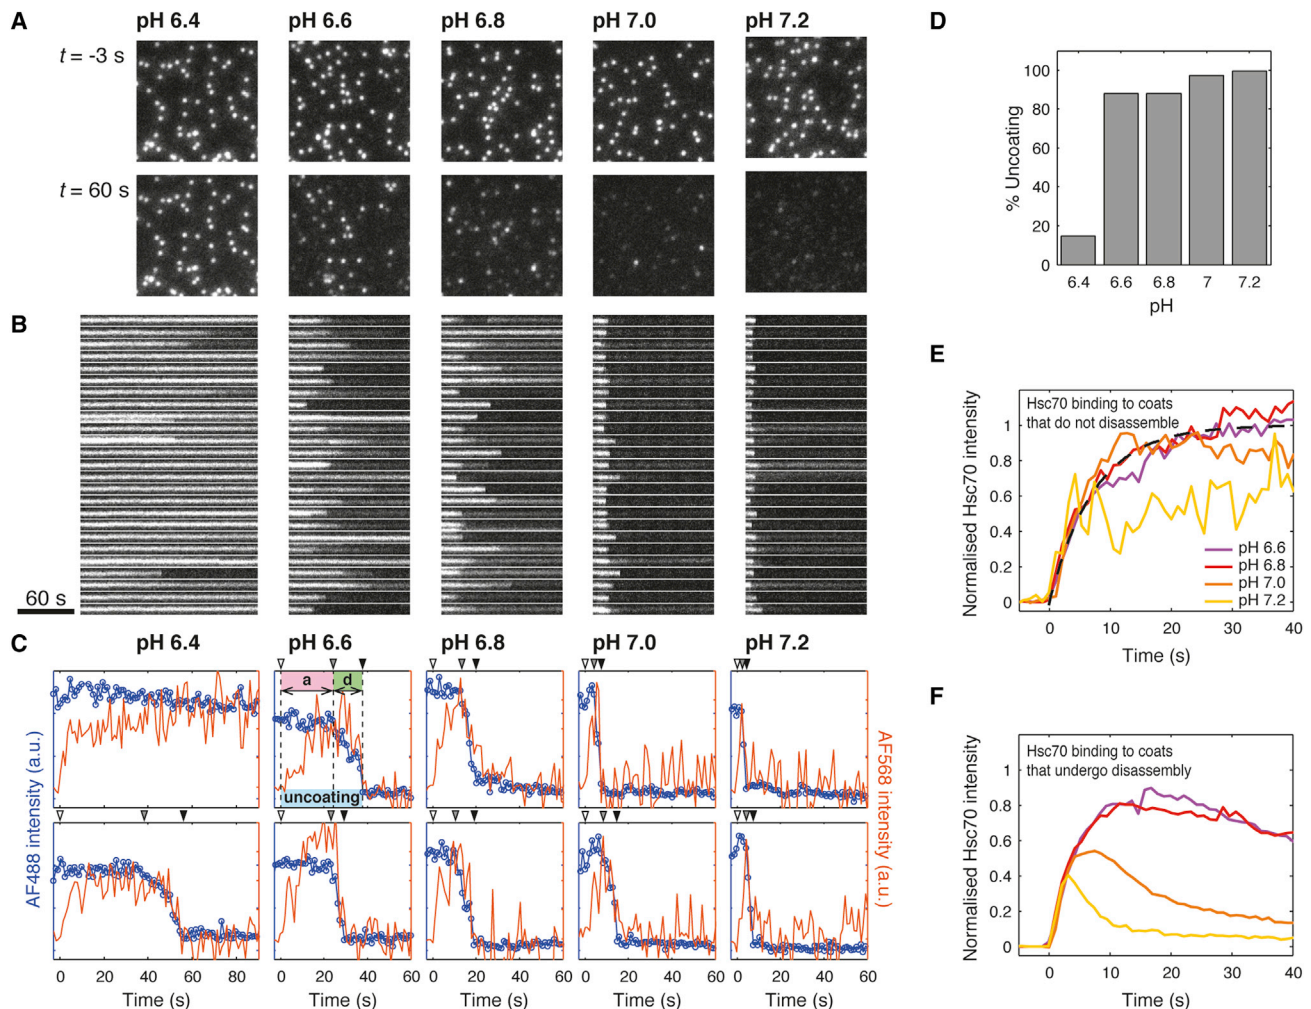 A
pH 6.4
pH 6.6
pH 6.8
pH 7.0
pH 7.2
t = -3 s
t = 60 s
B
60 s
C
pH 6.4
pH 6.6
pH 6.8
pH 7.0
pH 7.2
a
d
uncoating
AF488 intensity (a.u.)
AF568 intensity (a.u.)
0 20 40 60 80
0 20 40 60
0 20 40 60
0 20 40 60
0 20 40 60
Time (s)
Time (s)
Time (s)
Time (s)
Time (s)
D
% Uncoating
100
80
60
40
20
0
6.4 6.6 6.8 7 7.2
pH
E
Normalised Hsc70 intensity
Hsc70 binding to coats
that do not disassemble
1
0.8
0.6
0.4
0.2
0
pH 6.6
pH 6.8
pH 7.0
pH 7.2
0 10 20 30 40
Time (s)
F
Normalised Hsc70 intensity
Hsc70 binding to coats
that undergo disassembly
1
0.8
0.6
0.4
0.2
0
0 10 20 30 40
Time (s)